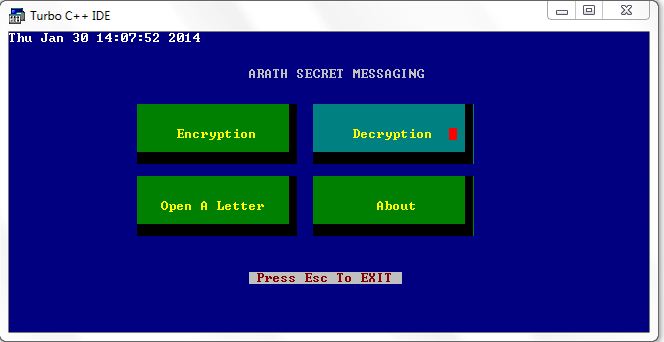 Turbo C++ IDE
Thu Jan 30 14:07:52 2014
ARATH SECRET MESSAGING
Encryption
Decryption
Open A Letter
About
Press Esc To EXIT